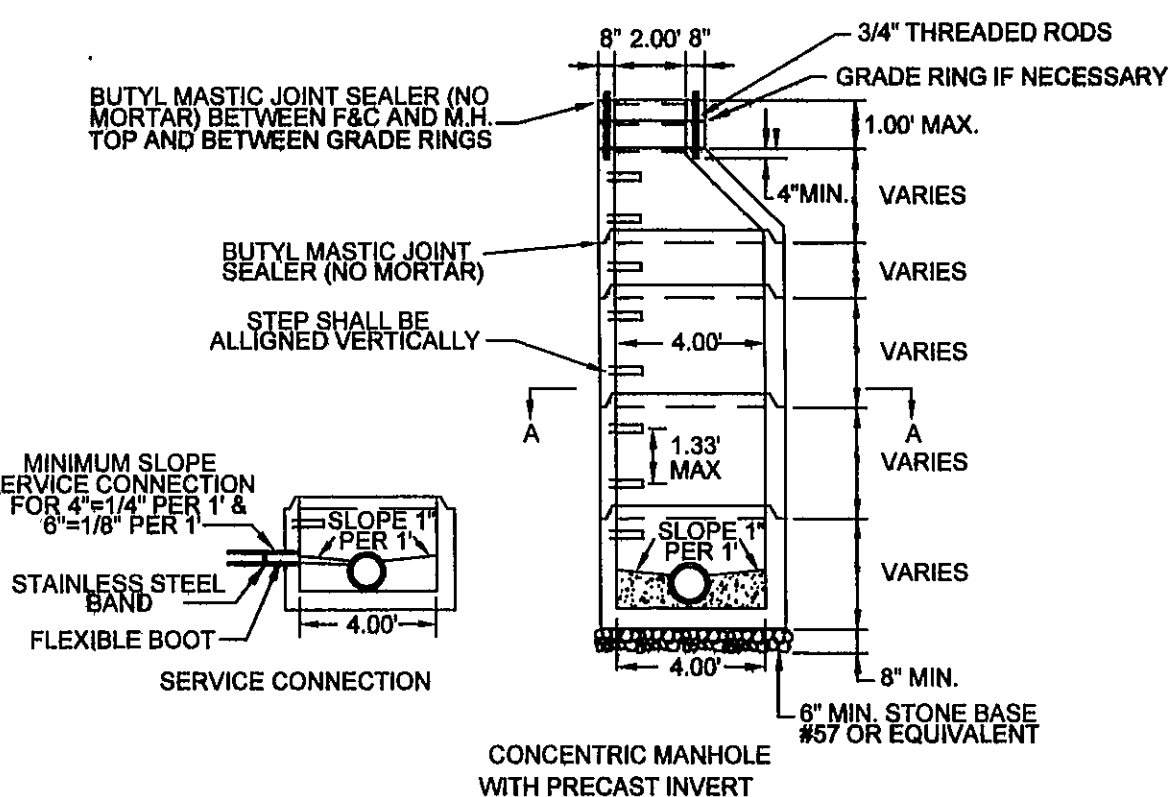 8" 2.00' 8"
3/4" THREADED RODS
GRADE RING IF NECESSARY
BUTYL MASTIC JOINT SEALER (NO
MORTAR) BETWEEN F&C AND M.H.
TOP AND BETWEEN GRADE RINGS
1.00' MAX.
4"MIN.
VARIES
BUTYL MASTIC JOINT
SEALER (NO MORTAR)
VARIES
STEP SHALL BE
ALLIGNED VERTICALLY
4.00'
VARIES
A
A
1.33'
MAX
VARIES
MINIMUM SLOPE
SERVICE CONNECTION
FOR 4"=1/4" PER 1' &
6"=1/8" PER 1'
SLOPE 1"
PER 1'
STAINLESS STEEL
BAND
FLEXIBLE BOOT
4.00'
SERVICE CONNECTION
SLOPE 1"
PER 1'
VARIES
4.00'
8" MIN.
6" MIN. STONE BASE
#57 OR EQUIVALENT
CONCENTRIC MANHOLE
WITH PRECAST INVERT